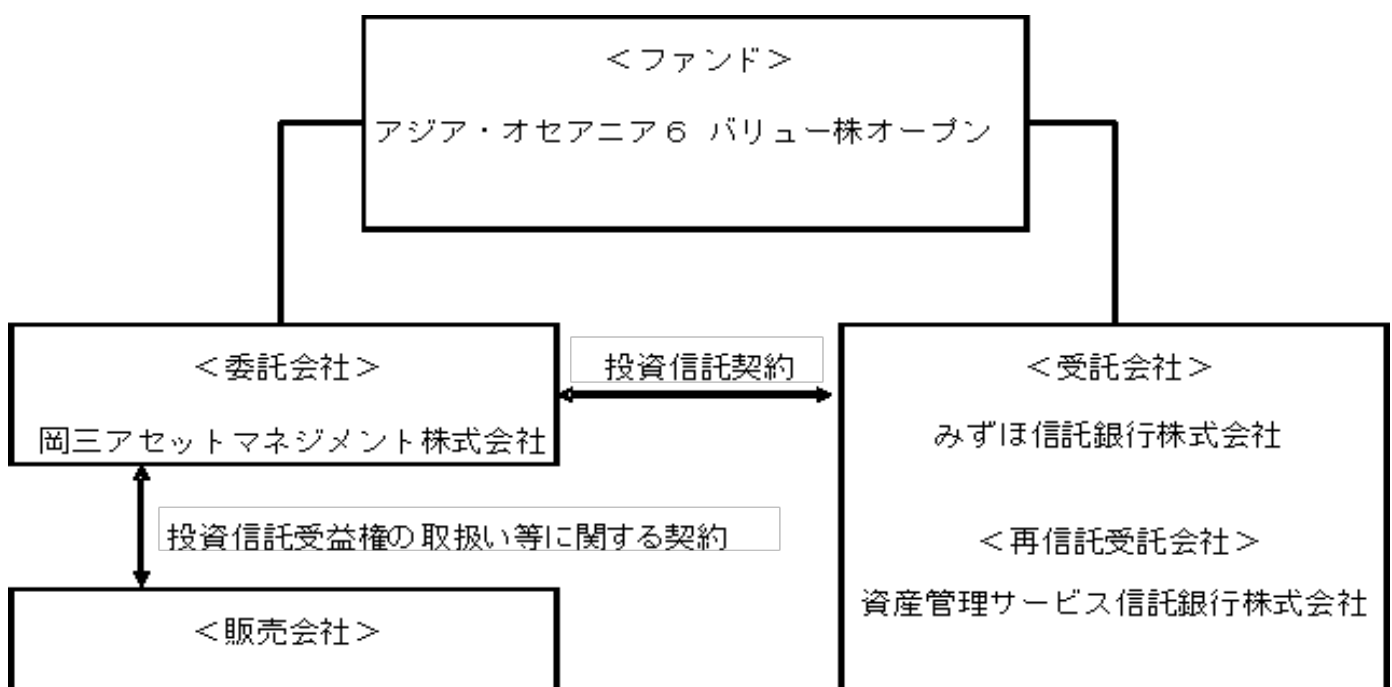 ＜ファンド＞
アジア・オセアニア６ バリュー株オープン
＜委託会社＞
岡三アセットマネジメント株式会社
投資信託契約
＜受託会社＞
みずほ信託銀行株式会社
＜再信託受託会社＞
資産管理サービス信託銀行株式会社
投資信託受益権の取扱い等に関する契約
＜販売会社＞